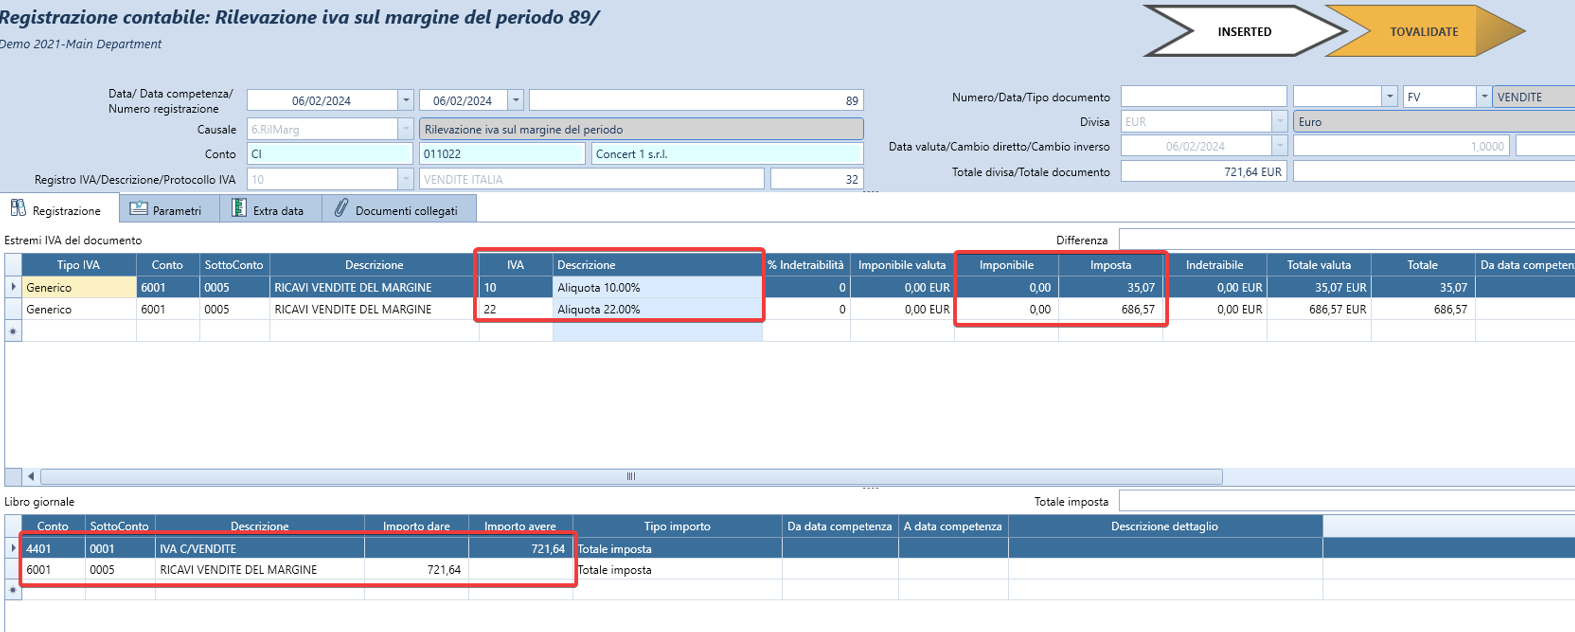 Registrazione contabile: Rilevazione iva sul margine del periodo 89/
Demo 2021-Main Department
INSERTED
TOVALIDATE
Data/ Data competenza/
Numero registrazione
06/02/2024
06/02/2024
89
Causale
6.RilMarg
Rilevazione iva sul margine del periodo
Conto
CI
011022
Concert 1 s.r.l.
Registro IVA/Descrizione/Protocollo IVA
10
VENDITE ITALIA
32
Numero/Data/Tipo documento
FV
VENDITE
Divisa
EUR
Euro
Data valuta/Cambio diretto/Cambio inverso
06/02/2024
1,0000
Totale divisa/Totale documento
721,64 EUR
Registrazione
Parametri
Extra data
Documenti collegati
Estremi IVA del documento
Differenza
Tipo IVA Conto SottoConto Descrizione IVA Descrizione % Indetraibilità Imponibile valuta Imponibile Imposta Indetraibile Totale valuta Totale Da data competen
Generico 6001 0005 RICAVI VENDITE DEL MARGINE 10 Aliquota 10.00% 0 0,00 EUR 0,00 35,07 0,00 EUR 35,07 EUR 35,07
Generico 6001 0005 RICAVI VENDITE DEL MARGINE 22 Aliquota 22.00% 0 0,00 EUR 0,00 686,57 0,00 EUR 686,57 EUR 686,57
Libro giornale
Totale imposta
Conto SottoConto Descrizione Importo dare Importo avere Tipo importo Da data competenza A data competenza Descrizione dettaglio
4401 0001 IVA C/VENDITE 721,64 Totale imposta
6001 0005 RICAVI VENDITE DEL MARGINE 721,64 Totale imposta